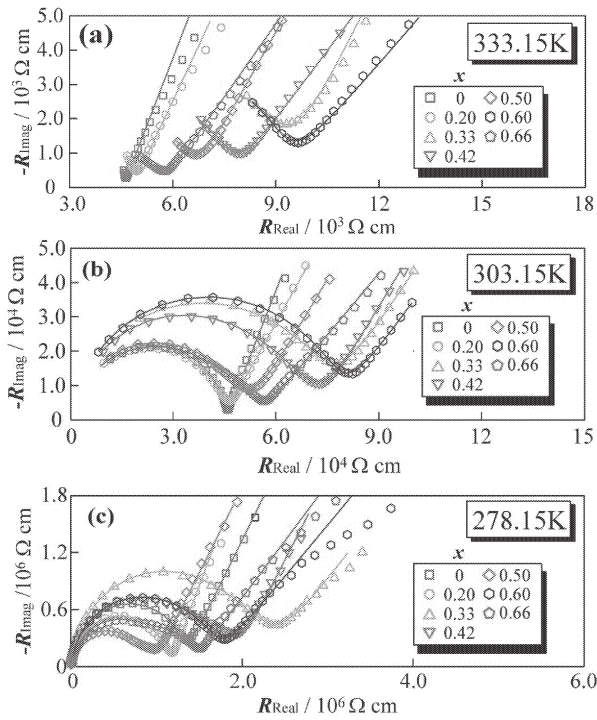 (a)
333.15K
x
0
0.50
0.20
0.60
0.33
0.66
0.42
-RImag / 10³ Ω cm
5.0
4.0
3.0
2.0
1.0
0
3.0 6.0 9.0 12 15 18
RReal / 10³ Ω cm
(b)
303.15K
x
0
0.50
0.20
0.60
0.33
0.66
0.42
-RImag / 10⁴ Ω cm
5.0
4.0
3.0
2.0
1.0
0
0 3.0 6.0 9.0 12 15
RReal / 10⁴ Ω cm
(c)
278.15K
x
0
0.50
0.20
0.60
0.33
0.66
0.42
-RImag /10⁶ Ω cm
1.8
1.2
0.6
0
0 2.0 4.0 6.0
RReal / 10⁶ Ω cm